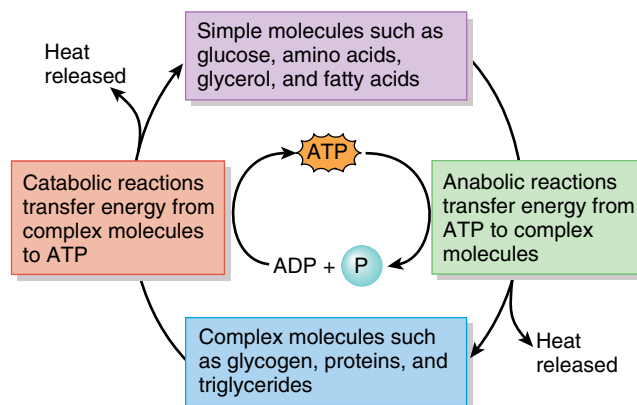 Simple molecules such as
glucose, amino acids,
glycerol, and fatty acids
Heat
released
ATP
Catabolic reactions
transfer energy from
complex molecules
to ATP
Anabolic reactions
transfer energy from
ATP to complex
molecules
ADP + P
Complex molecules such
as glycogen, proteins, and
triglycerides
Heat
released